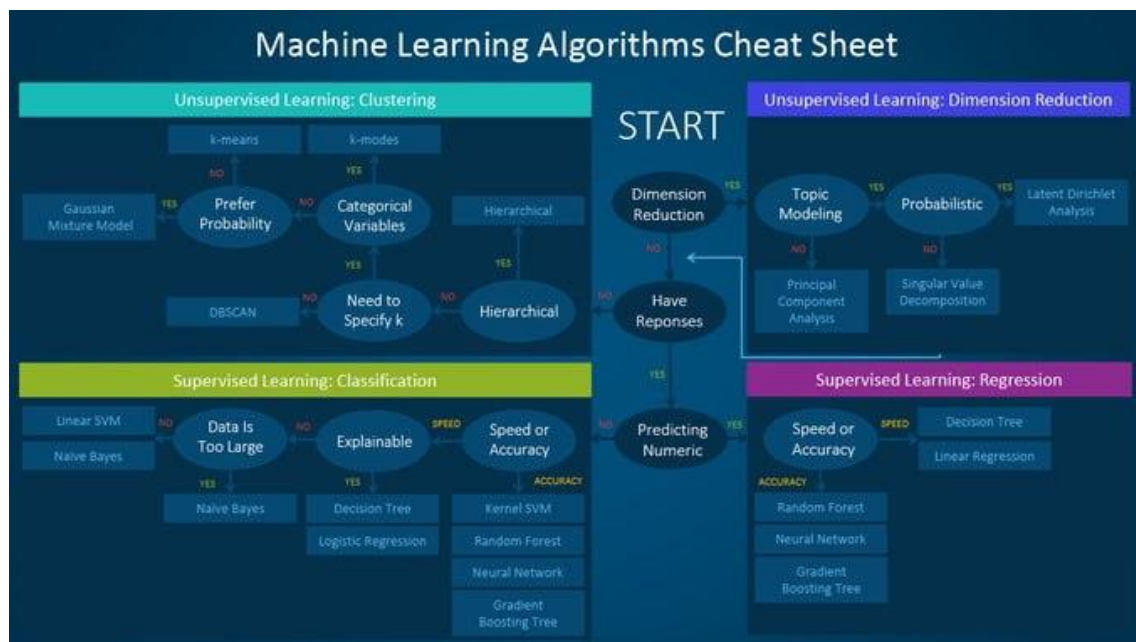 Machine Learning Algorithms Cheat Sheet
Unsupervised Learning: Clustering
START
Unsupervised Learning: Dimension Reduction
k-means
k-modes
NO
YES
Gaussian
Mixture Model
YES
Prefer
Probability
NO
Categorical
Variables
Hierarchical
YES
YES
DBSCAN
NO
Need to
Specify k
NO
Hierarchical
NO
Dimension
Reduction
YES
Topic
Modeling
YES
Probabilistic
YES
Latent Dirichlet
Analysis
NO
NO
NO
Principal
Component
Analysis
Singular Value
Decomposition
Have
Reponses
YES
Supervised Learning: Classification
Supervised Learning: Regression
Linear SVM
Naïve Bayes
NO
Data Is
Too Large
NO
Explainable
SPEED
Speed or
Accuracy
NO
Predicting
Numeric
YES
Speed or
Accuracy
SPEED
Decision Tree
Linear Regression
YES
YES
ACCURACY
ACCURACY
Naïve Bayes
Decision Tree
Logistic Regression
Kernel SVM
Random Forest
Neural Network
Gradient
Boosting Tree
Random Forest
Neural Network
Gradient
Boosting Tree